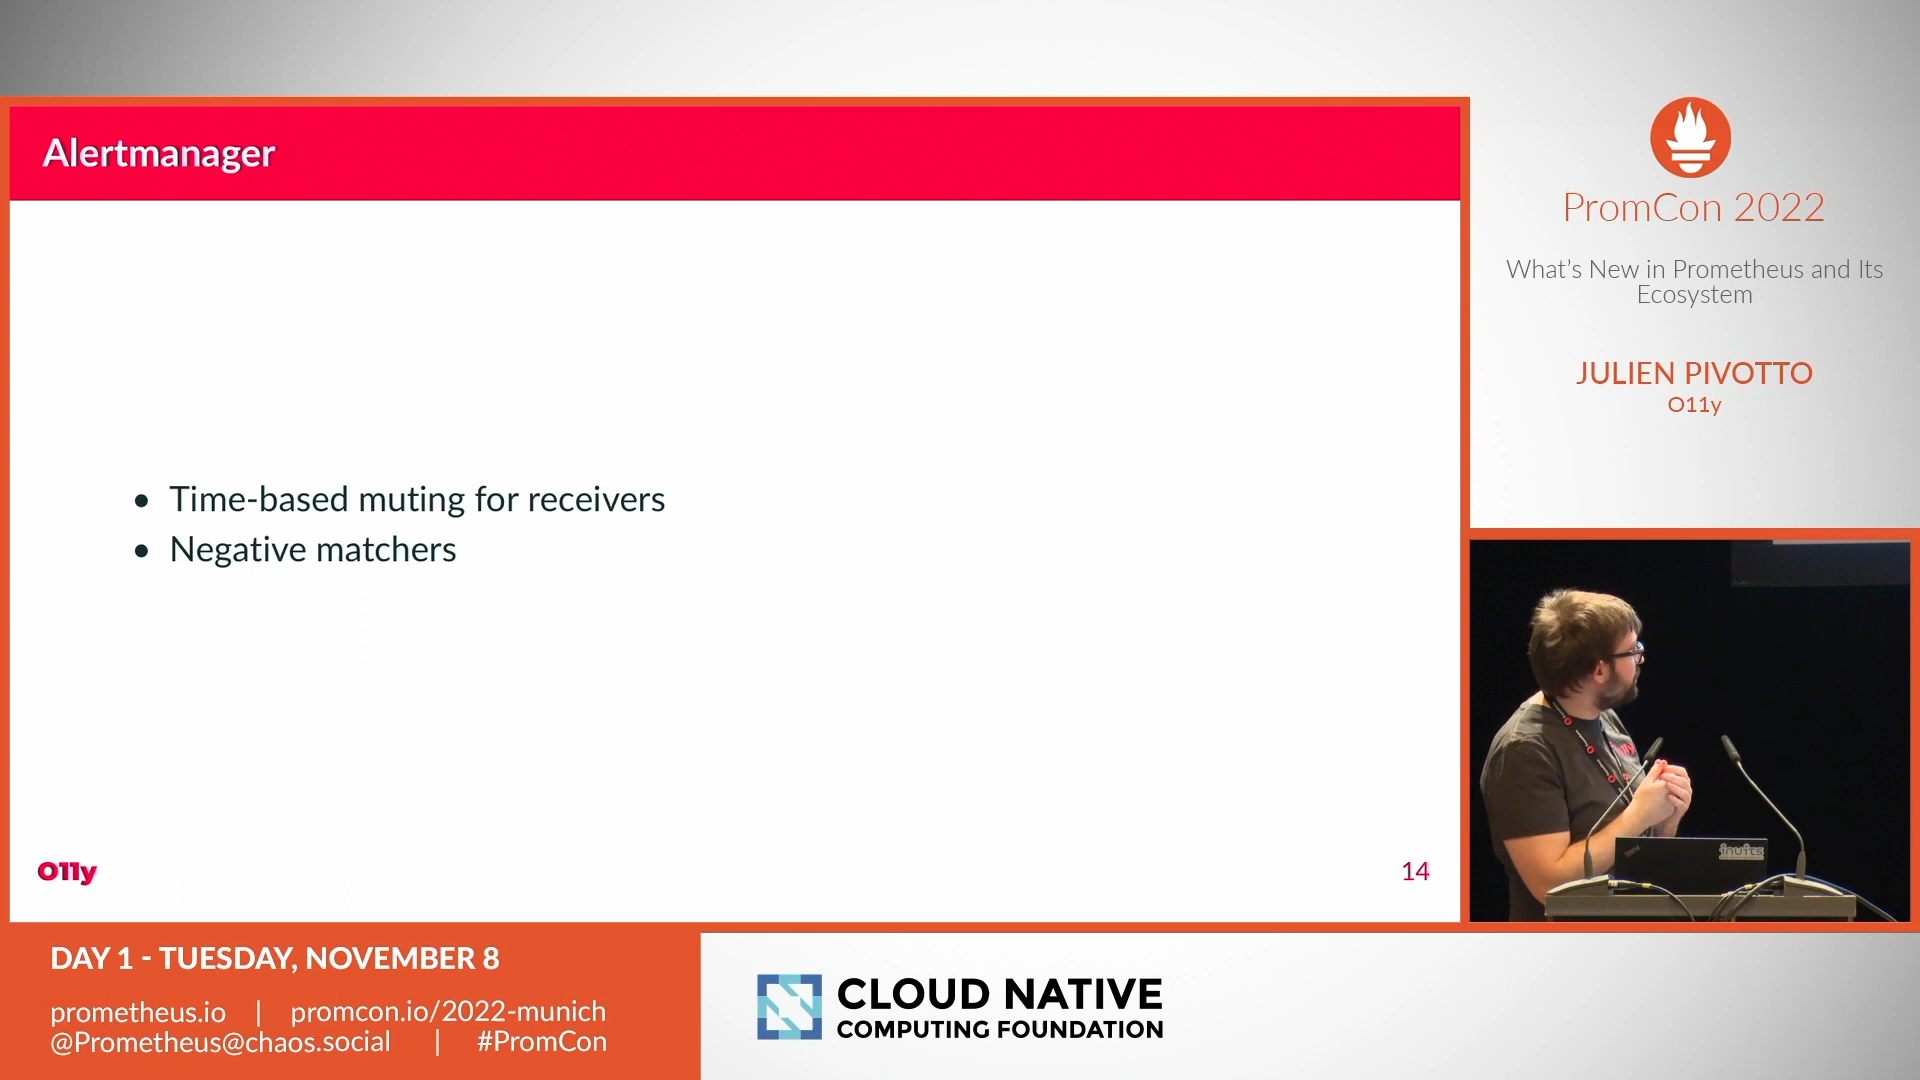 Alertmanager
Time-based muting for receivers
Negative matchers
O11y
14
PromCon 2022
What's New in Prometheus and Its
Ecosystem
JULIEN PIVOTTO
O11y
inuits
DAY 1 - TUESDAY, NOVEMBER 8
prometheus.io | promcon.io/2022-munich
@Prometheus@chaos.social | #PromCon
CLOUD NATIVE
COMPUTING FOUNDATION